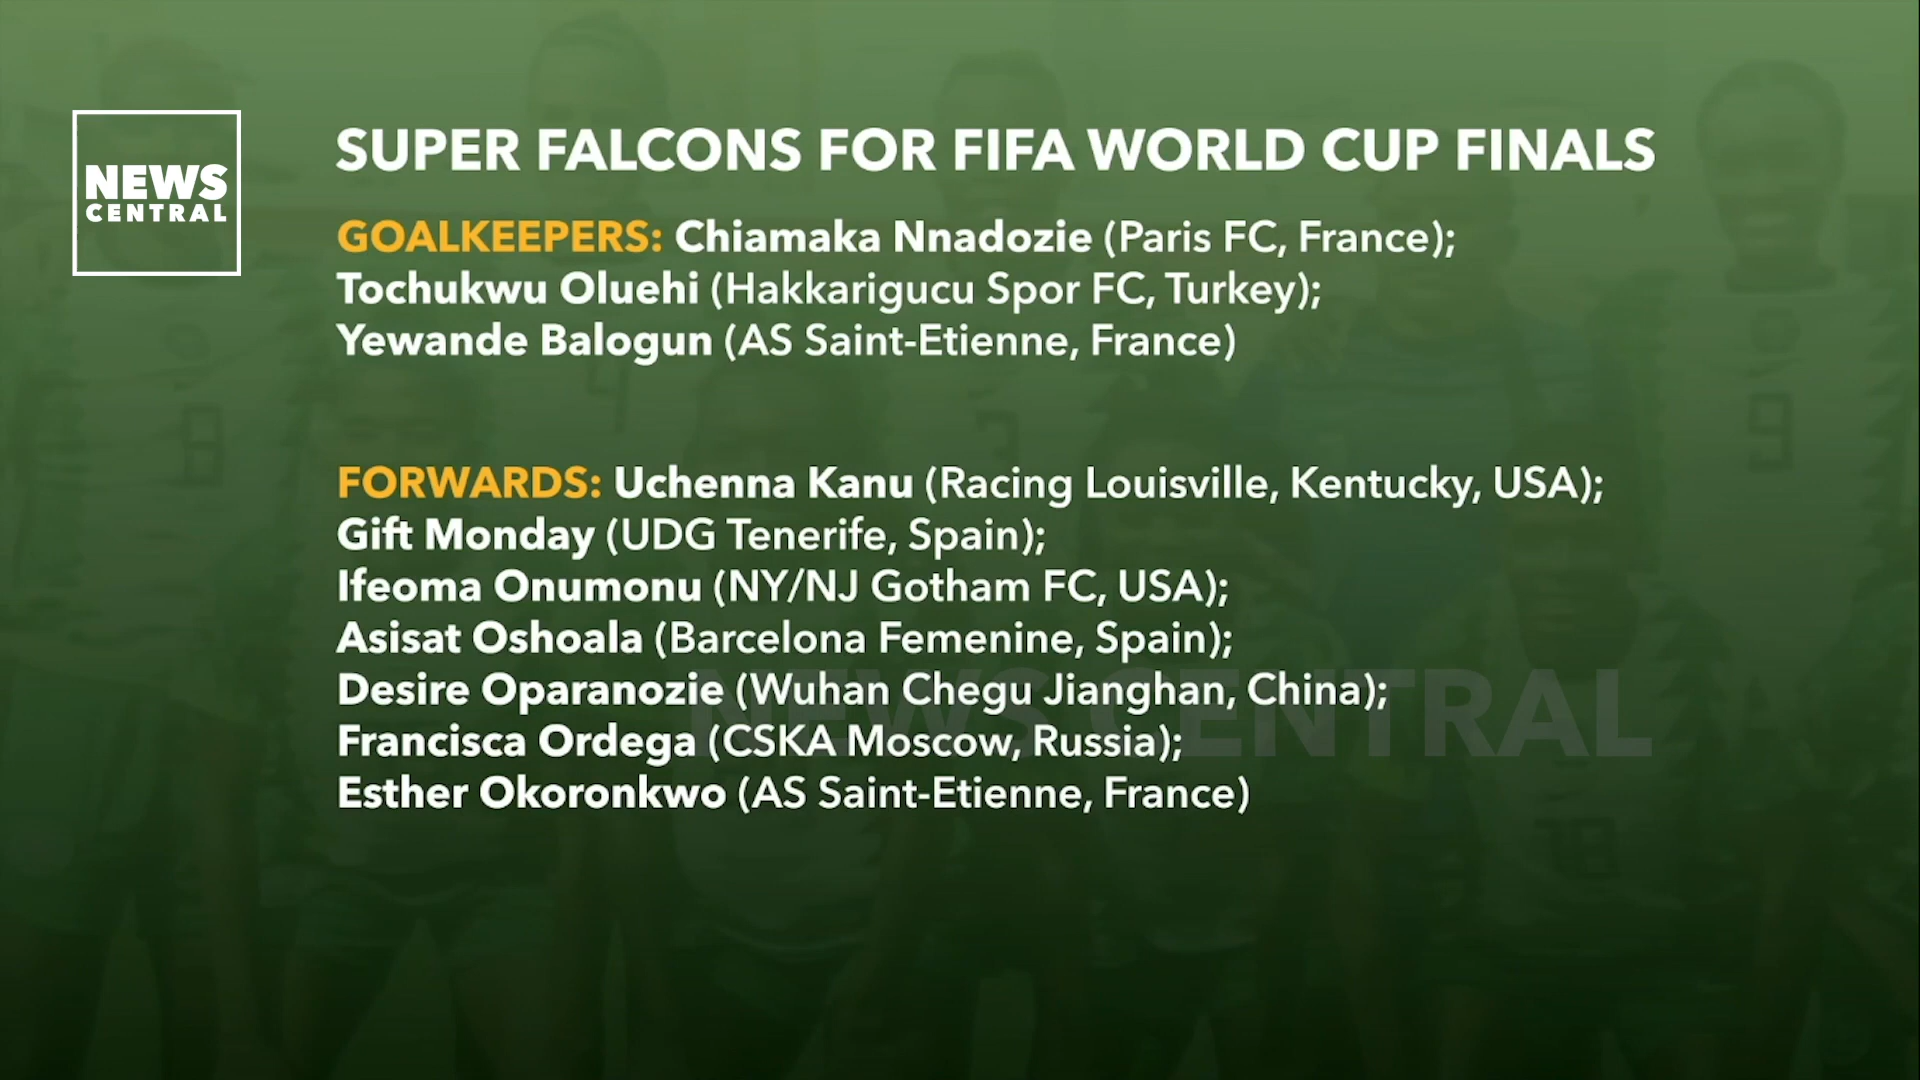 NEWS
CENTRAL
SUPER FALCONS FOR FIFA WORLD CUP FINALS
GOALKEEPERS: Chiamaka Nnadozie (Paris FC, France);
Tochukwu Oluehi (Hakkarigucu Spor FC, Turkey);
Yewande Balogun (AS Saint-Etienne, France)
FORWARDS: Uchenna Kanu (Racing Louisville, Kentucky, USA);
Gift Monday (UDG Tenerife, Spain);
Ifeoma Onumonu (NY/NJ Gotham FC, USA);
Asisat Oshoala (Barcelona Femenine, Spain);
Desire Oparanozie (Wuhan Chegu Jianghan, China);
Francisca Ordega (CSKA Moscow, Russia);
Esther Okoronkwo (AS Saint-Etienne, France)
NEWS CENTRAL